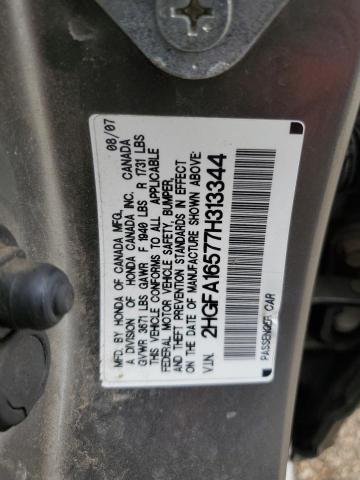 MFD. BY HONDA OF CANADA MFG. 08/07
A DIVISION OF HONDA CANADA INC. CANADA
GVWR 3671 LBS GAWR F 1940 LBS R 1731 LBS
THIS VEHICLE CONFORMS TO ALL APPLICABLE
FEDERAL MOTOR VEHICLE SAFETY, BUMPER,
AND THEFT PREVENTION STANDARDS IN EFFECT
ON THE DATE OF MANUFACTURE SHOWN ABOVE.
V.I.N. 2HGFA16577H313344
PASSENGER CAR